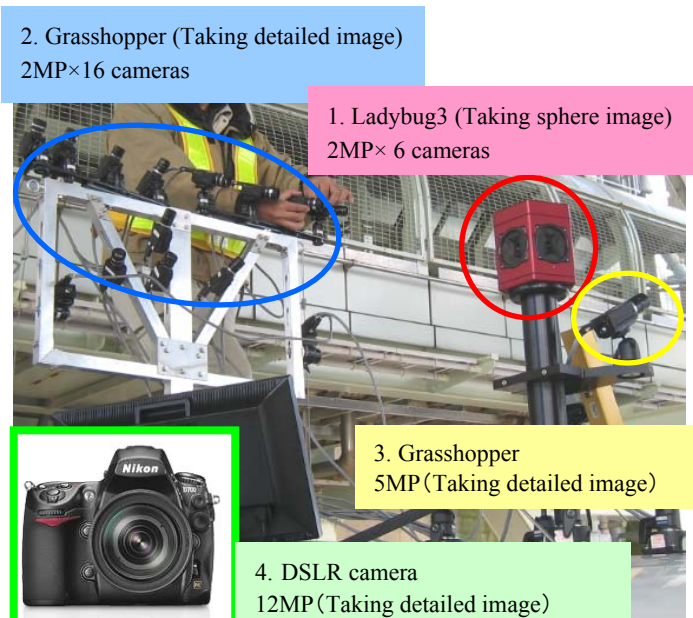 2. Grasshopper (Taking detailed image)
2MP×16 cameras
1. Ladybug3 (Taking sphere image)
2MP× 6 cameras
3. Grasshopper
5MP（Taking detailed image）
Nikon
D700
4. DSLR camera
12MP（Taking detailed image）